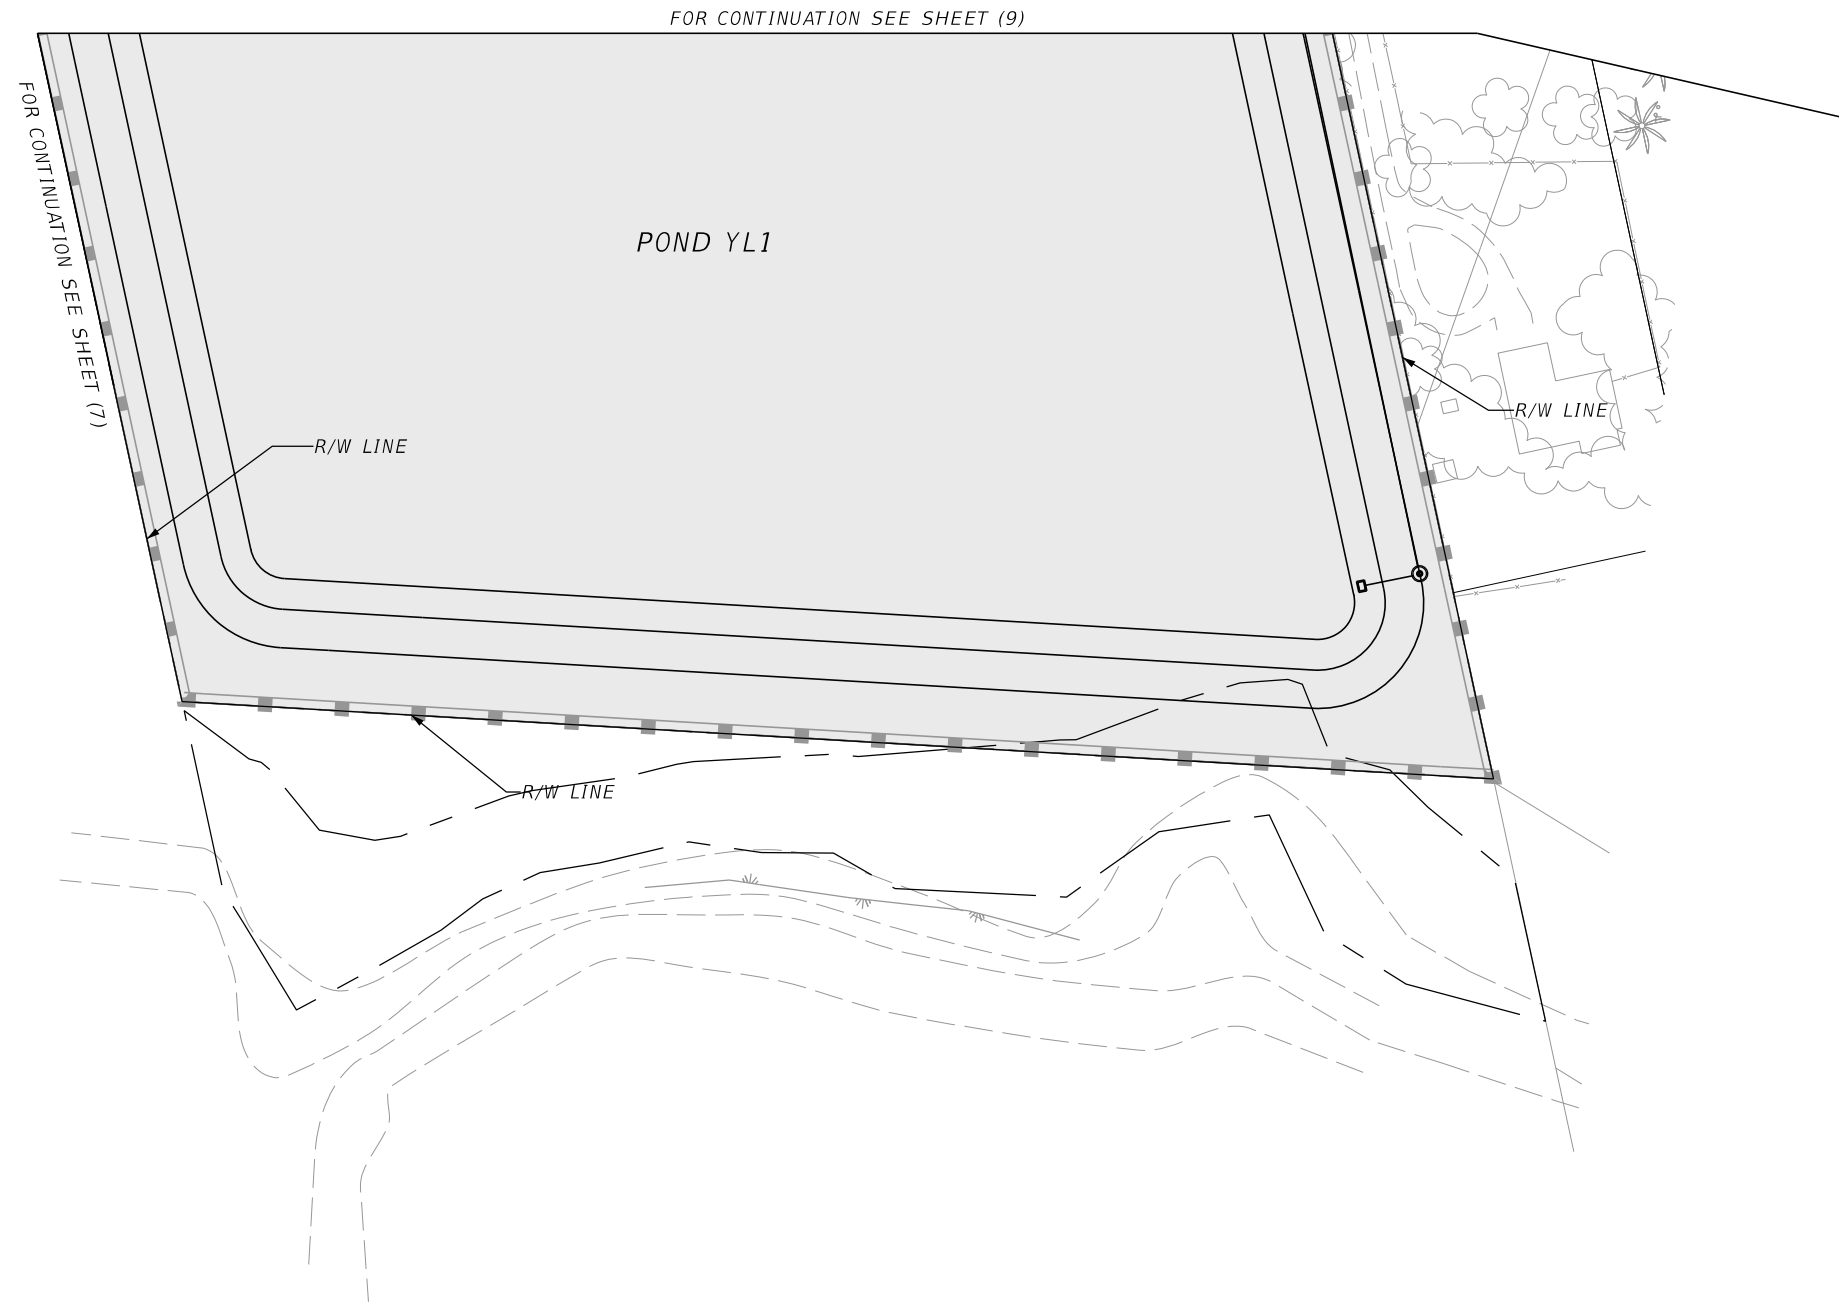 FOR CONTINUATION SEE SHEET (9)
FOR CONTINUATION SEE SHEET (7)
POND YL1
R/W LINE
R/W LINE
R/W LINE